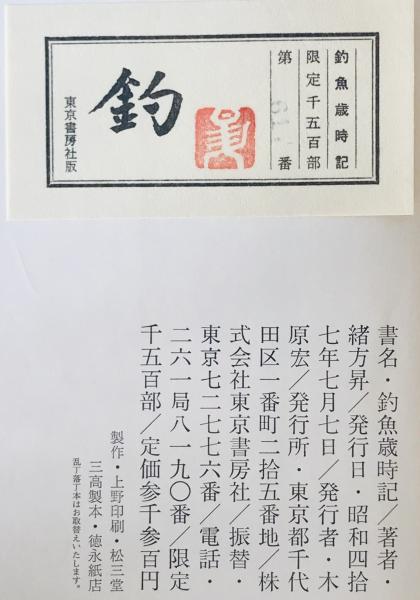 釣魚歳時記
限定千五百部
第　番
釣
東京書房社版
書名・釣魚歳時記／著者・
緒方昇／発行日・昭和四拾
七年七月七日／発行者・木
原宏／発行所・東京都千代
田区一番町二拾五番地／株
式会社東京書房社／振替・
東京七二七七六番／電話・
二六一局八一九〇番／限定
千五百部／定価参千参百円
製作・上野印刷・松三堂
三高製本・徳永紙店
乱丁落丁本はお取替えいたします。